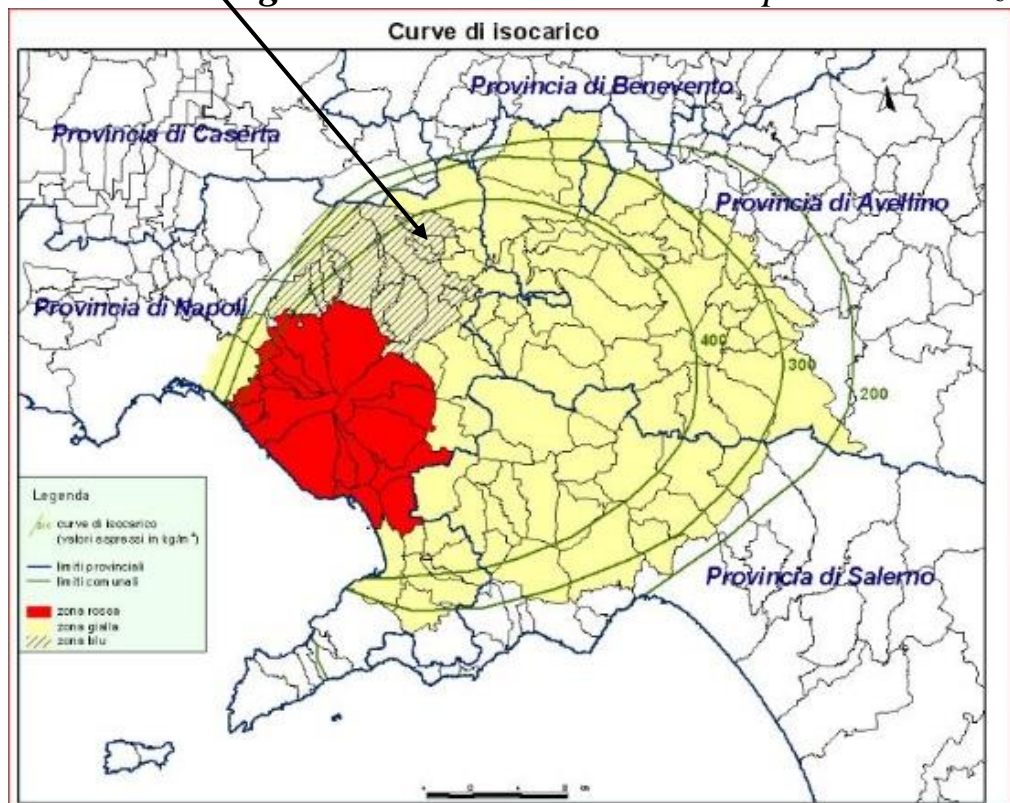 Curve di isocarico
Provincia di Benevento
Provincia di Caserta
Provincia di Avellino
Provincia di Napoli
400
300
200
Provincia di Salerno
Legenda
curve di isocarico
(valori espressi in kg/m²)
limiti provinciali
limiti comunali
zona rossa
zona gialla
zona blu